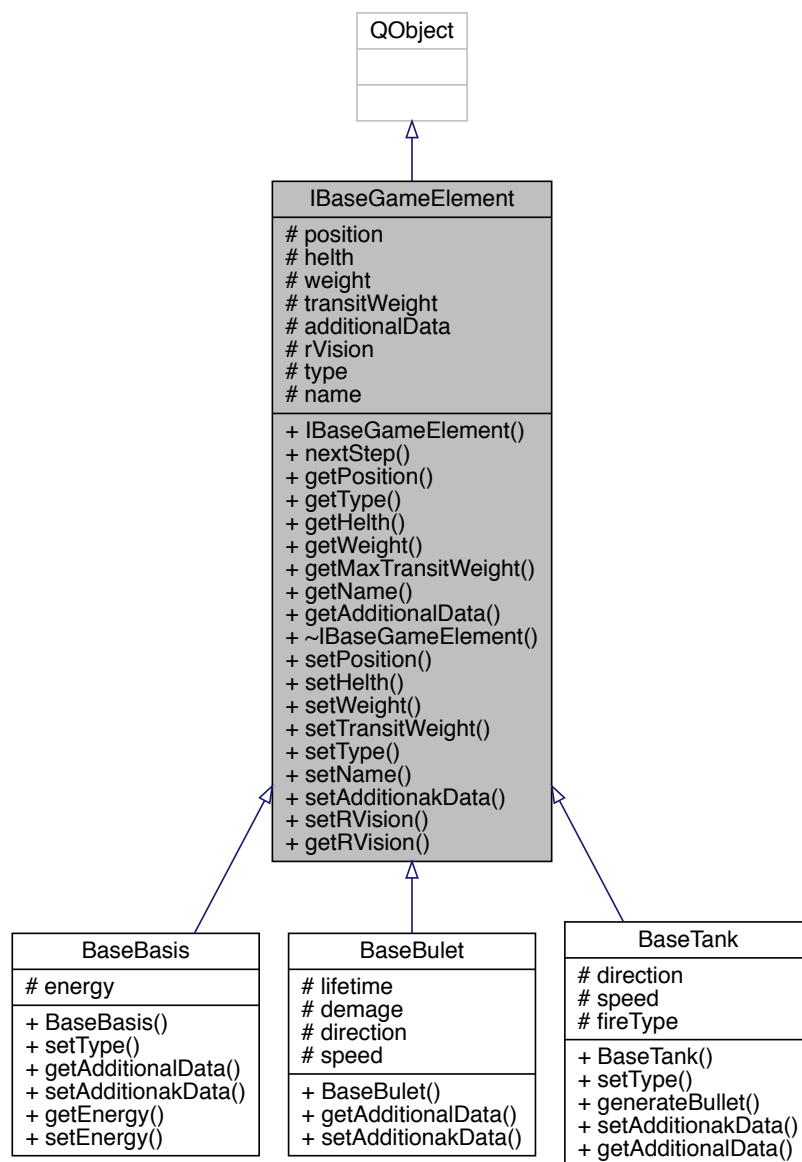 QObject
IBaseGameElement
# position
# helth
# weight
# transitWeight
# additionalData
# rVision
# type
# name
+ IBaseGameElement()
+ nextStep()
+ getPosition()
+ getType()
+ getHelth()
+ getWeight()
+ getMaxTransitWeight()
+ getName()
+ getAdditionalData()
+ ~IBaseGameElement()
+ setPosition()
+ setHelth()
+ setWeight()
+ setTransitWeight()
+ setType()
+ setName()
+ setAdditionakData()
+ setRVision()
+ getRVision()
BaseBasis
# energy
+ BaseBasis()
+ setType()
+ getAdditionalData()
+ setAdditionakData()
+ getEnergy()
+ setEnergy()
BaseBulet
# lifetime
# demage
# direction
# speed
+ BaseBulet()
+ getAdditionalData()
+ setAdditionakData()
BaseTank
# direction
# speed
# fireType
+ BaseTank()
+ setType()
+ generateBullet()
+ setAdditionakData()
+ getAdditionalData()